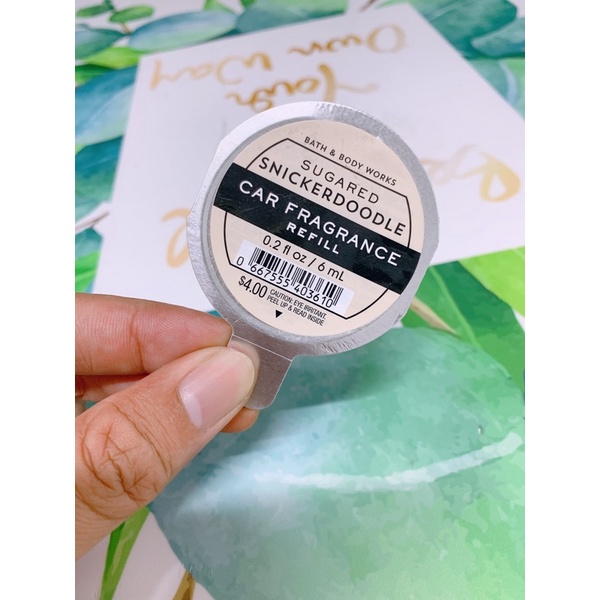 Own Way
Your
BATH & BODY WORKS
SUGARED
SNICKERDOODLE
CAR FRAGRANCE
REFILL
0.2 fl oz / 6 mL
0 667555 403610
$4.00 CAUTION: EYE IRRITANT.
PEEL UP & READ INSIDE